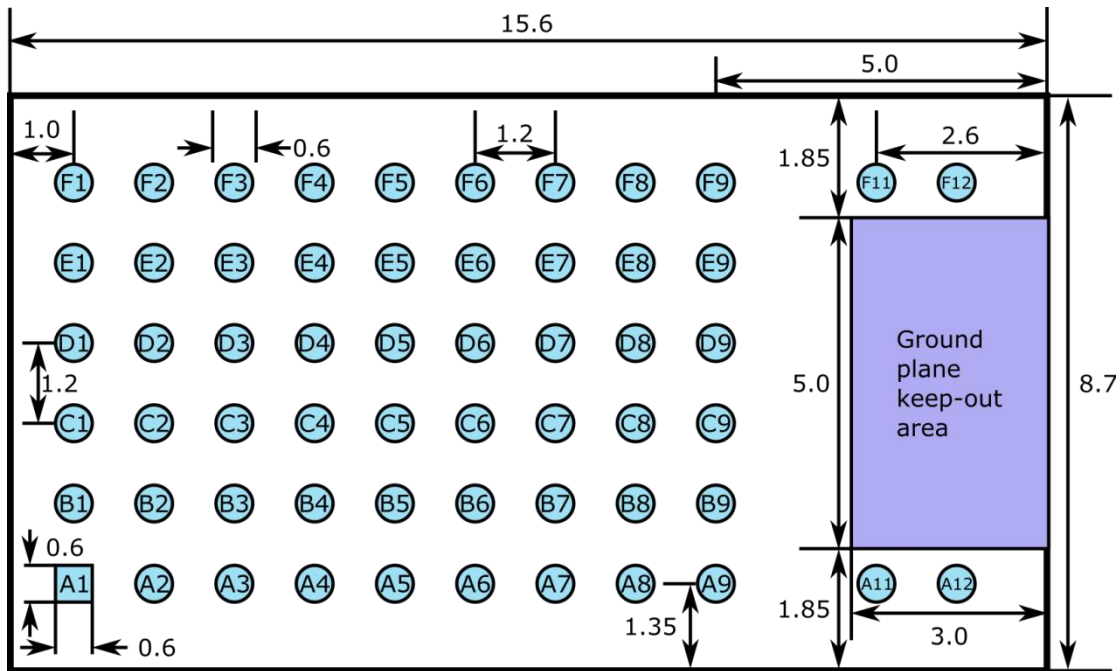 15.6
5.0
1.0
0.6
1.2
1.85
2.6
F1 F2 F3 F4 F5 F6 F7 F8 F9 F11 F12
E1 E2 E3 E4 E5 E6 E7 E8 E9
D1 D2 D3 D4 D5 D6 D7 D8 D9
1.2
5.0
Ground
plane
keep-out
area
8.7
C1 C2 C3 C4 C5 C6 C7 C8 C9
B1 B2 B3 B4 B5 B6 B7 B8 B9
0.6
A1 A2 A3 A4 A5 A6 A7 A8 A9 A11 A12
0.6
1.35
1.85
3.0